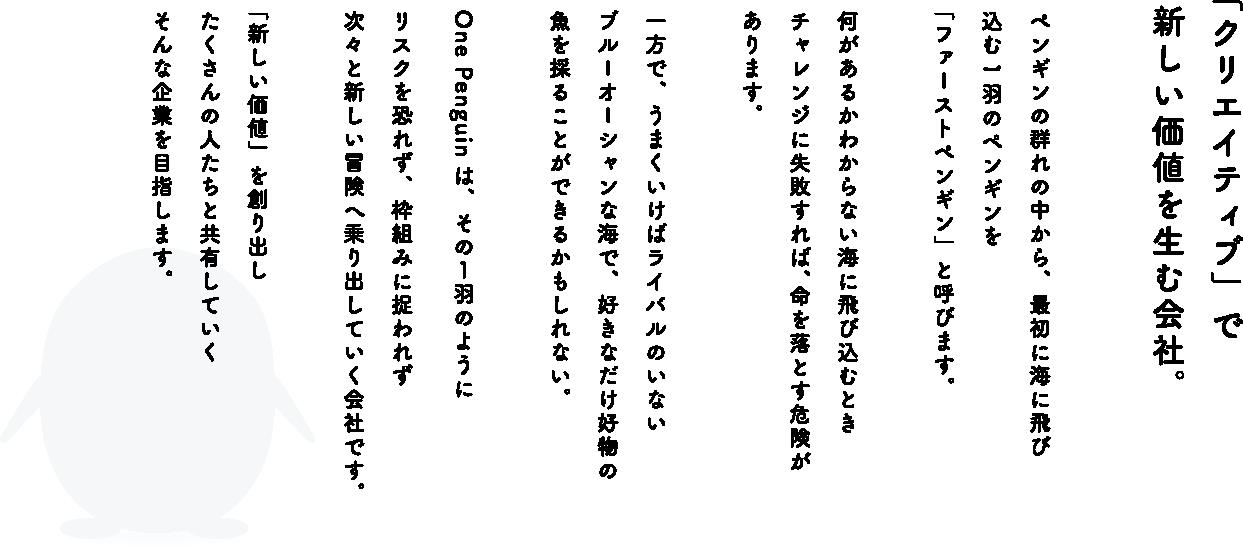 「クリエイティブ」で
新しい価値を生む会社。
ペンギンの群れの中から、最初に海に飛び
込む1羽のペンギンを
「ファーストペンギン」と呼びます。
何があるかわからない海に飛び込むとき
チャレンジに失敗すれば、命を落とす危険が
あります。
一方で、うまくいけばライバルのいない
ブルーオーシャンな海で、好きなだけ好物の
魚を採ることができるかもしれない。
One Penguin は、その1羽のように
リスクを恐れず、枠組みに捉われず
次々と新しい冒険へ乗り出していく会社です。
「新しい価値」を創り出し
たくさんの人たちと共有していく
そんな企業を目指します。